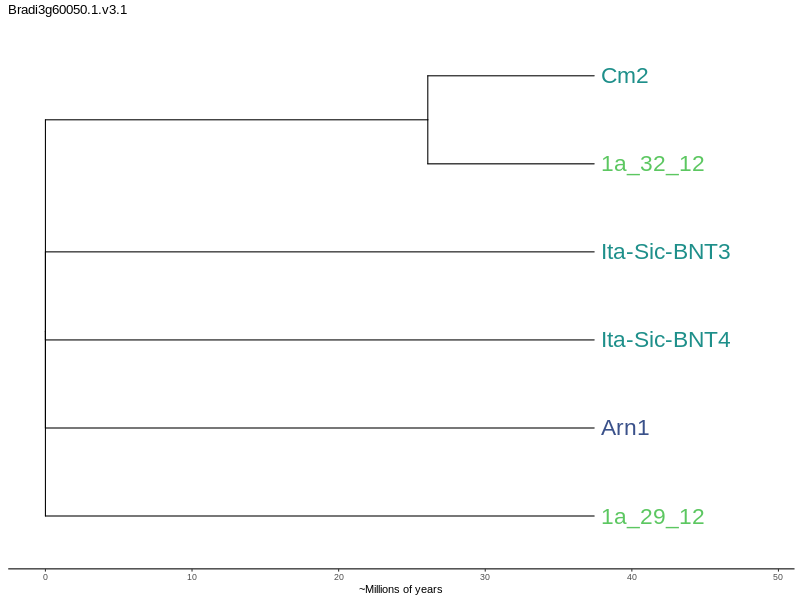 Bradi3g60050.1.v3.1
Cm2
1a_32_12
Ita-Sic-BNT3
Ita-Sic-BNT4
Arn1
1a_29_12
0 10 20 30 40 50
~Millions of years